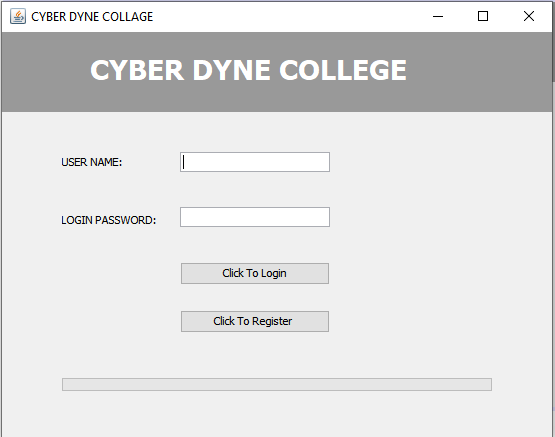 CYBER DYNE COLLAGE
CYBER DYNE COLLEGE
USER NAME:
LOGIN PASSWORD:
Click To Login
Click To Register